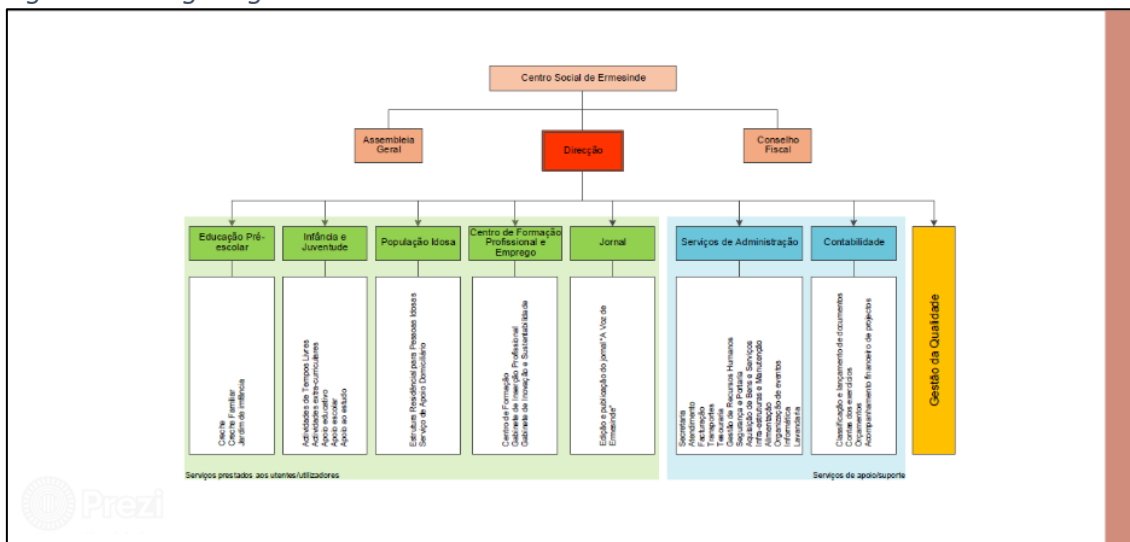 Centro Social de Ermesinde
Assembleia
Geral
Direcção
Conselho
Fiscal
Educação Pré-
escolar
Infância e
Juventude
População Idosa
Centro de Formação
Profissional e
Emprego
Jornal
Serviços de Administração
Contabilidade
Gestão da Qualidade
Creche
Creche Familiar
Jardim de infância
Actividades de Tempos Livres
Actividades extra-curriculares
Apoio educativo
Apoio escolar
Apoio ao estudo
Estrutura Residêncial para Pessoas Idosas
Serviço de Apoio Domiciliário
Centro de Formação
Gabinete de Inserção Profissional
Gabinete de Inovação e Sustentabilidade
Edição e publicação do jornal "A Voz de
Ermesinde"
Secretaria
Atendimento
Facturação
Transportes
Tesouraria
Gestão de Recursos Humanos
Segurança e Portaria
Aquisição de Bens e Serviços
Infra-estruturas e Manutenção
Alimentação
Organização de eventos
Informática
Lavandaria
Classificação e lançamento de documentos
Contas dos exercícios
Orçamentos
Acompanhamento financeiro de projectos
Serviços prestados aos utentes/utilizadores
Serviços de apoio/suporte
Prezi